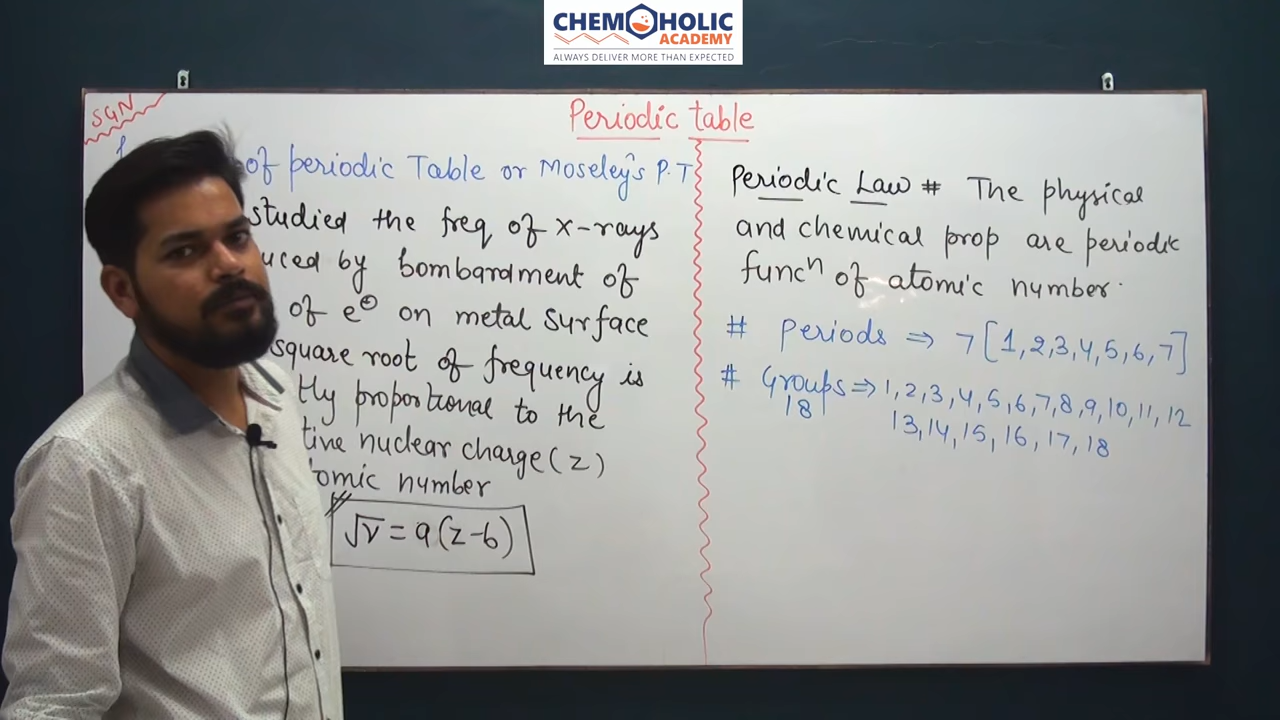 CHEMOHOLIC
ACADEMY
ALWAYS DELIVER MORE THAN EXPECTED
SGN
Periodic table
of periodic Table or Moseley's P.T
studied the freq of x-rays
uced by bombardment of
of e⊖ on metal surface
square root of frequency is
tly proportional to the
tive nuclear charge (z)
tomic number
√ν = a(z-b)
Periodic Law # The physical
and chemical prop are periodic
funcⁿ of atomic number.
# Periods ⇒ 7 [1,2,3,4,5,6,7]
# Groups ⇒ 1,2,3,4,5,6,7,8,9,10,11,12
18 13,14,15,16,17,18